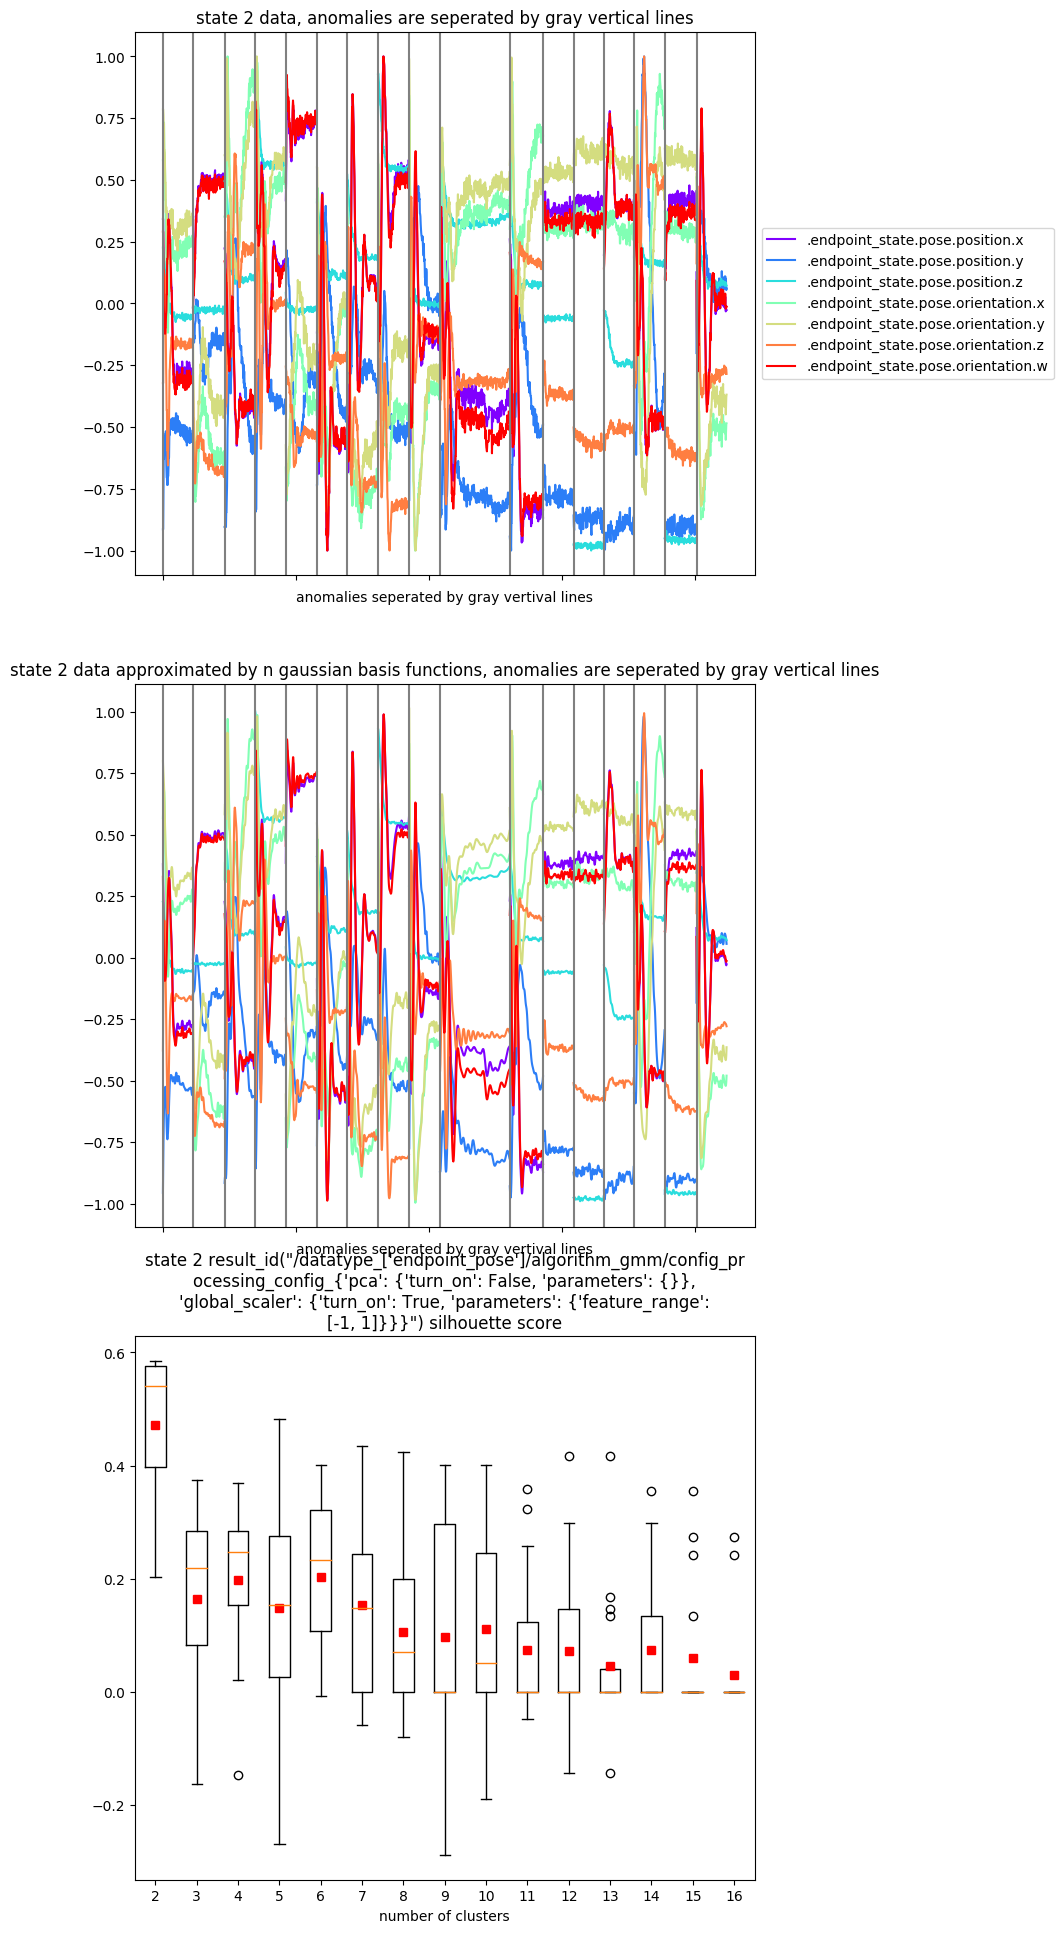 state 2 data, anomalies are seperated by gray vertical lines
1.00
0.75
0.50
0.25
0.00
−0.25
−0.50
−0.75
−1.00
.endpoint_state.pose.position.x
.endpoint_state.pose.position.y
.endpoint_state.pose.position.z
.endpoint_state.pose.orientation.x
.endpoint_state.pose.orientation.y
.endpoint_state.pose.orientation.z
.endpoint_state.pose.orientation.w
anomalies seperated by gray vertival lines
state 2 data approximated by n gaussian basis functions, anomalies are seperated by gray vertical lines
1.00
0.75
0.50
0.25
0.00
−0.25
−0.50
−0.75
−1.00
anomalies seperated by gray vertival lines
state 2 result_id("/datatype_['endpoint_pose']/algorithm_gmm/config_pr
ocessing_config_{'pca': {'turn_on': False, 'parameters': {}},
'global_scaler': {'turn_on': True, 'parameters': {'feature_range':
[-1, 1]}}}") silhouette score
0.6
0.4
0.2
0.0
−0.2
2 3 4 5 6 7 8 9 10 11 12 13 14 15 16
number of clusters